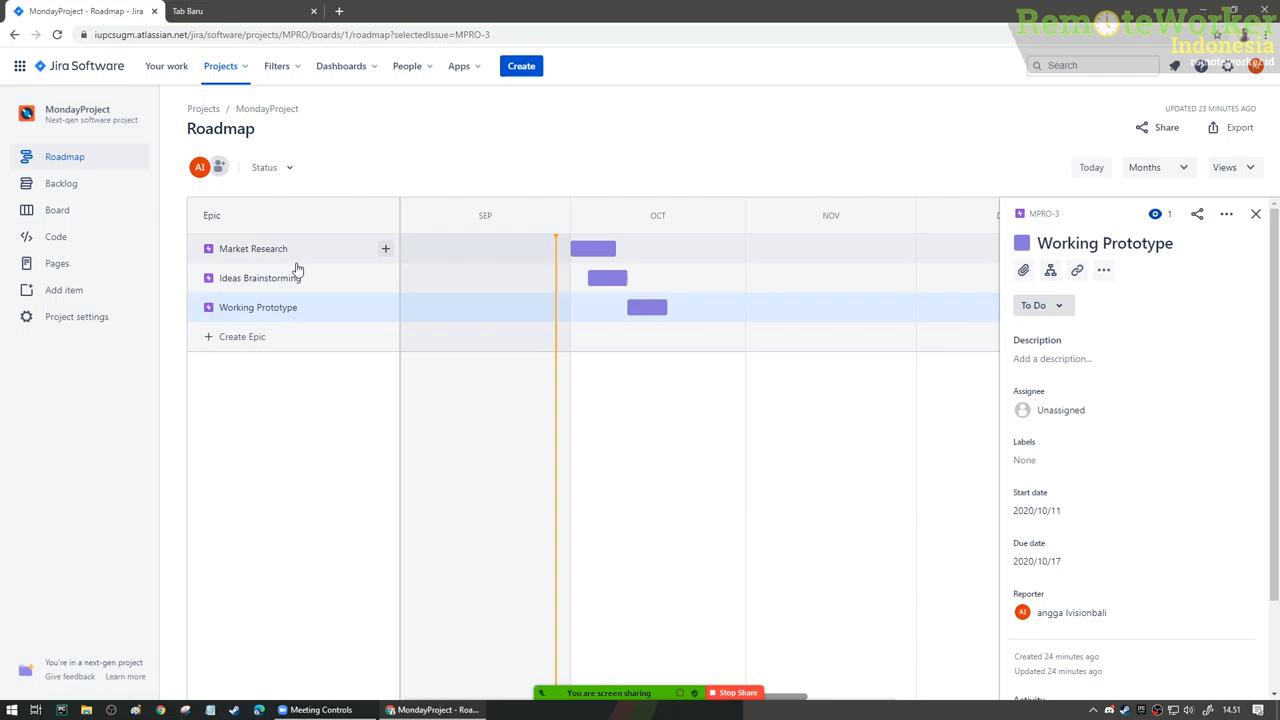 MondayProject - Roadmap - Jira
Tab Baru
RemoteWorker
Indonesia
remoteworker.id
iupcsugm.atlassian.net/jira/software/projects/MPRO/boards/1/roadmap?selectedIssue=MPRO-3
Jira Software
Your work
Projects
Filters
Dashboards
People
Apps
Create
Search
MondayProject
Next-gen software project
Roadmap
Backlog
Board
Code
Pages
Add item
Project settings
You're in a next-gen project
Give feedback
Learn more
Projects / MondayProject
Roadmap
UPDATED 23 MINUTES AGO
Share
Export
AI
Status
Today
Months
Views
Epic
SEP
OCT
NOV
Market Research
Ideas Brainstorming
Working Prototype
Create Epic
MPRO-3
1
Working Prototype
To Do
Description
Add a description...
Assignee
Unassigned
Labels
None
Start date
2020/10/11
Due date
2020/10/17
Reporter
AI
angga Ivisionbali
Created 24 minutes ago
Updated 24 minutes ago
You are screen sharing
Stop Share
Meeting Controls
MondayProject - Roa...
14.51